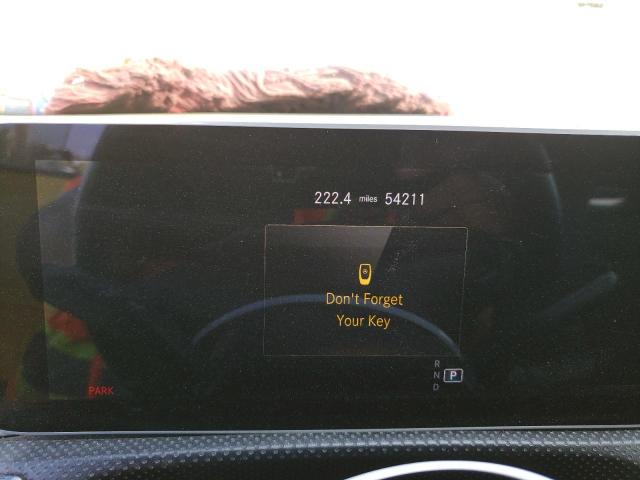 222.4 miles 54211
Don't Forget
Your Key
R
N P
D
PARK